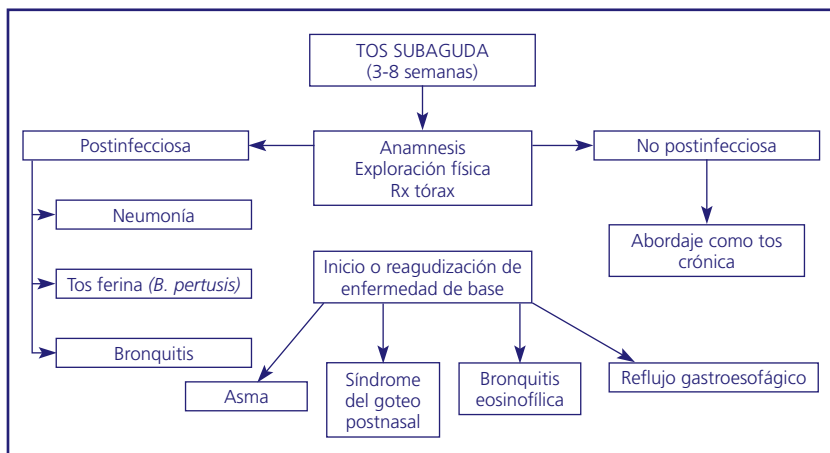 TOS SUBAGUDA
(3-8 semanas)
Postinfecciosa
Anamnesis
Exploración física
Rx tórax
No postinfecciosa
Neumonía
Abordaje como tos
crónica
Tos ferina (B. pertusis)
Inicio o reagudización de
enfermedad de base
Bronquitis
Asma
Síndrome
del goteo
postnasal
Bronquitis
eosinofílica
Reflujo gastroesofágico